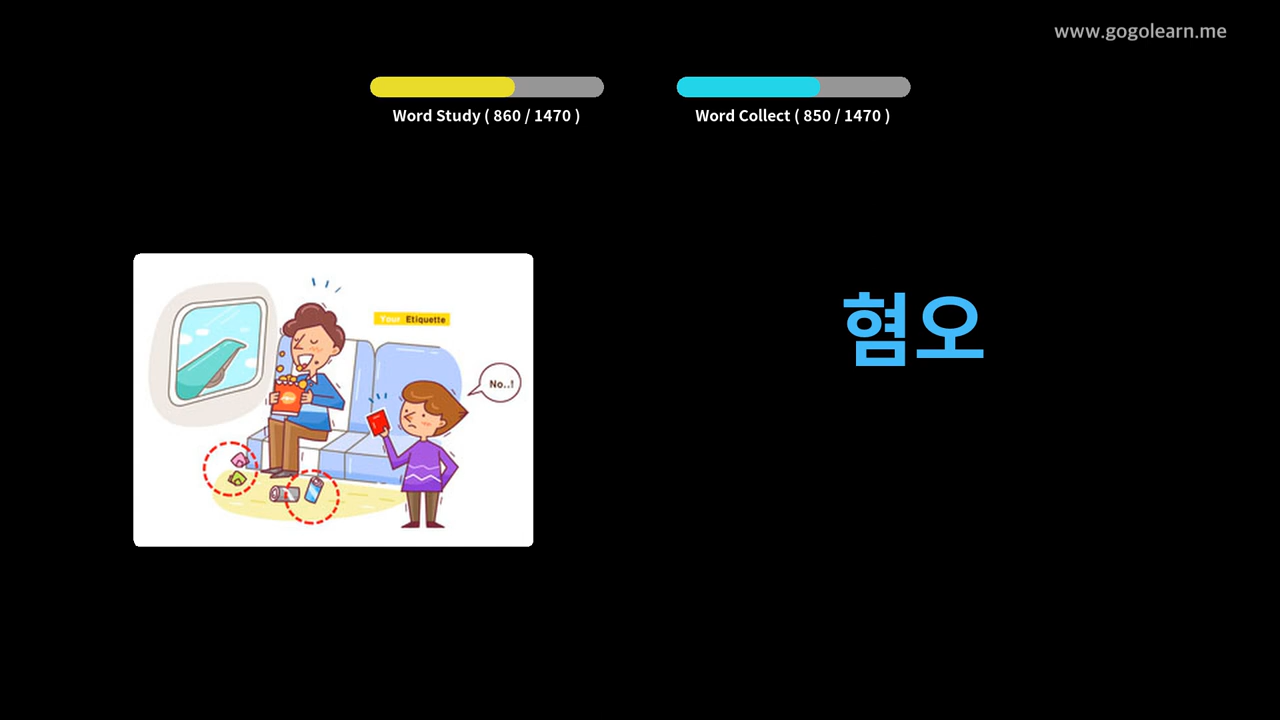 www.gogolearn.me
Word Study ( 860 / 1470 )
Word Collect ( 850 / 1470 )
혐오
Your Etiquette
No..!